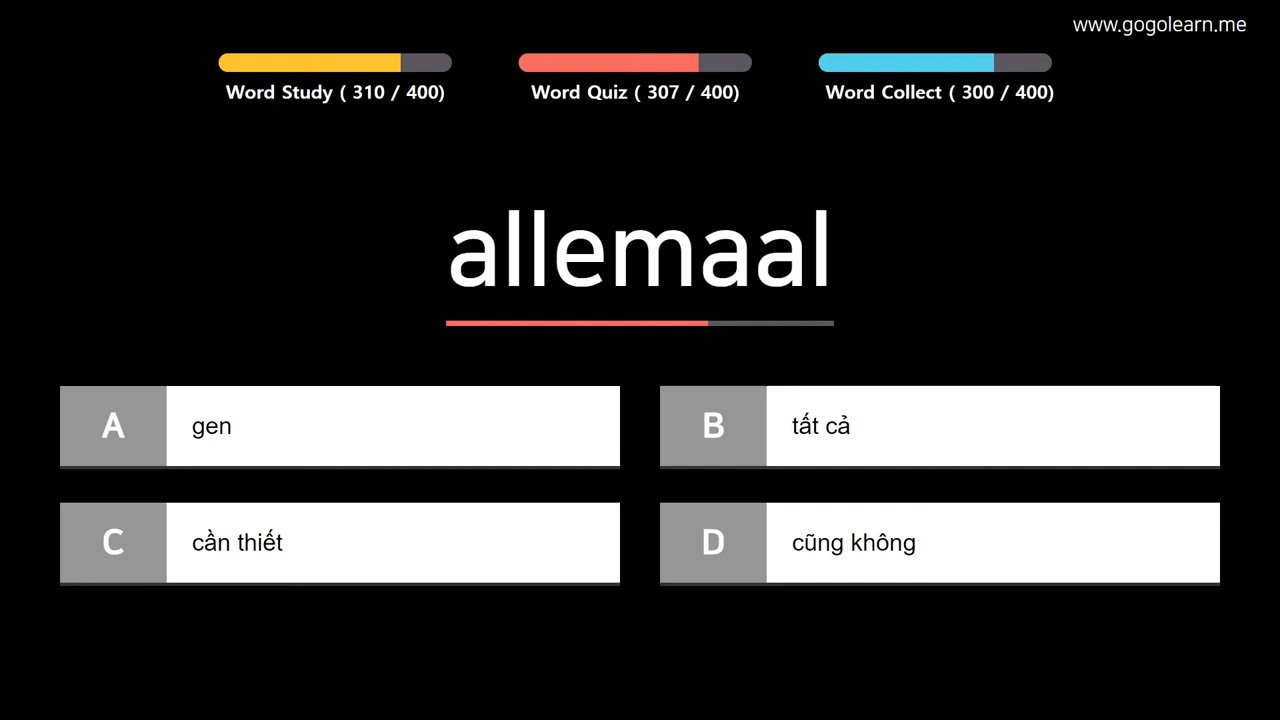 www.gogolearn.me
Word Study ( 310 / 400)
Word Quiz ( 307 / 400)
Word Collect ( 300 / 400)
allemaal
A gen
B tất cả
C cần thiết
D cũng không